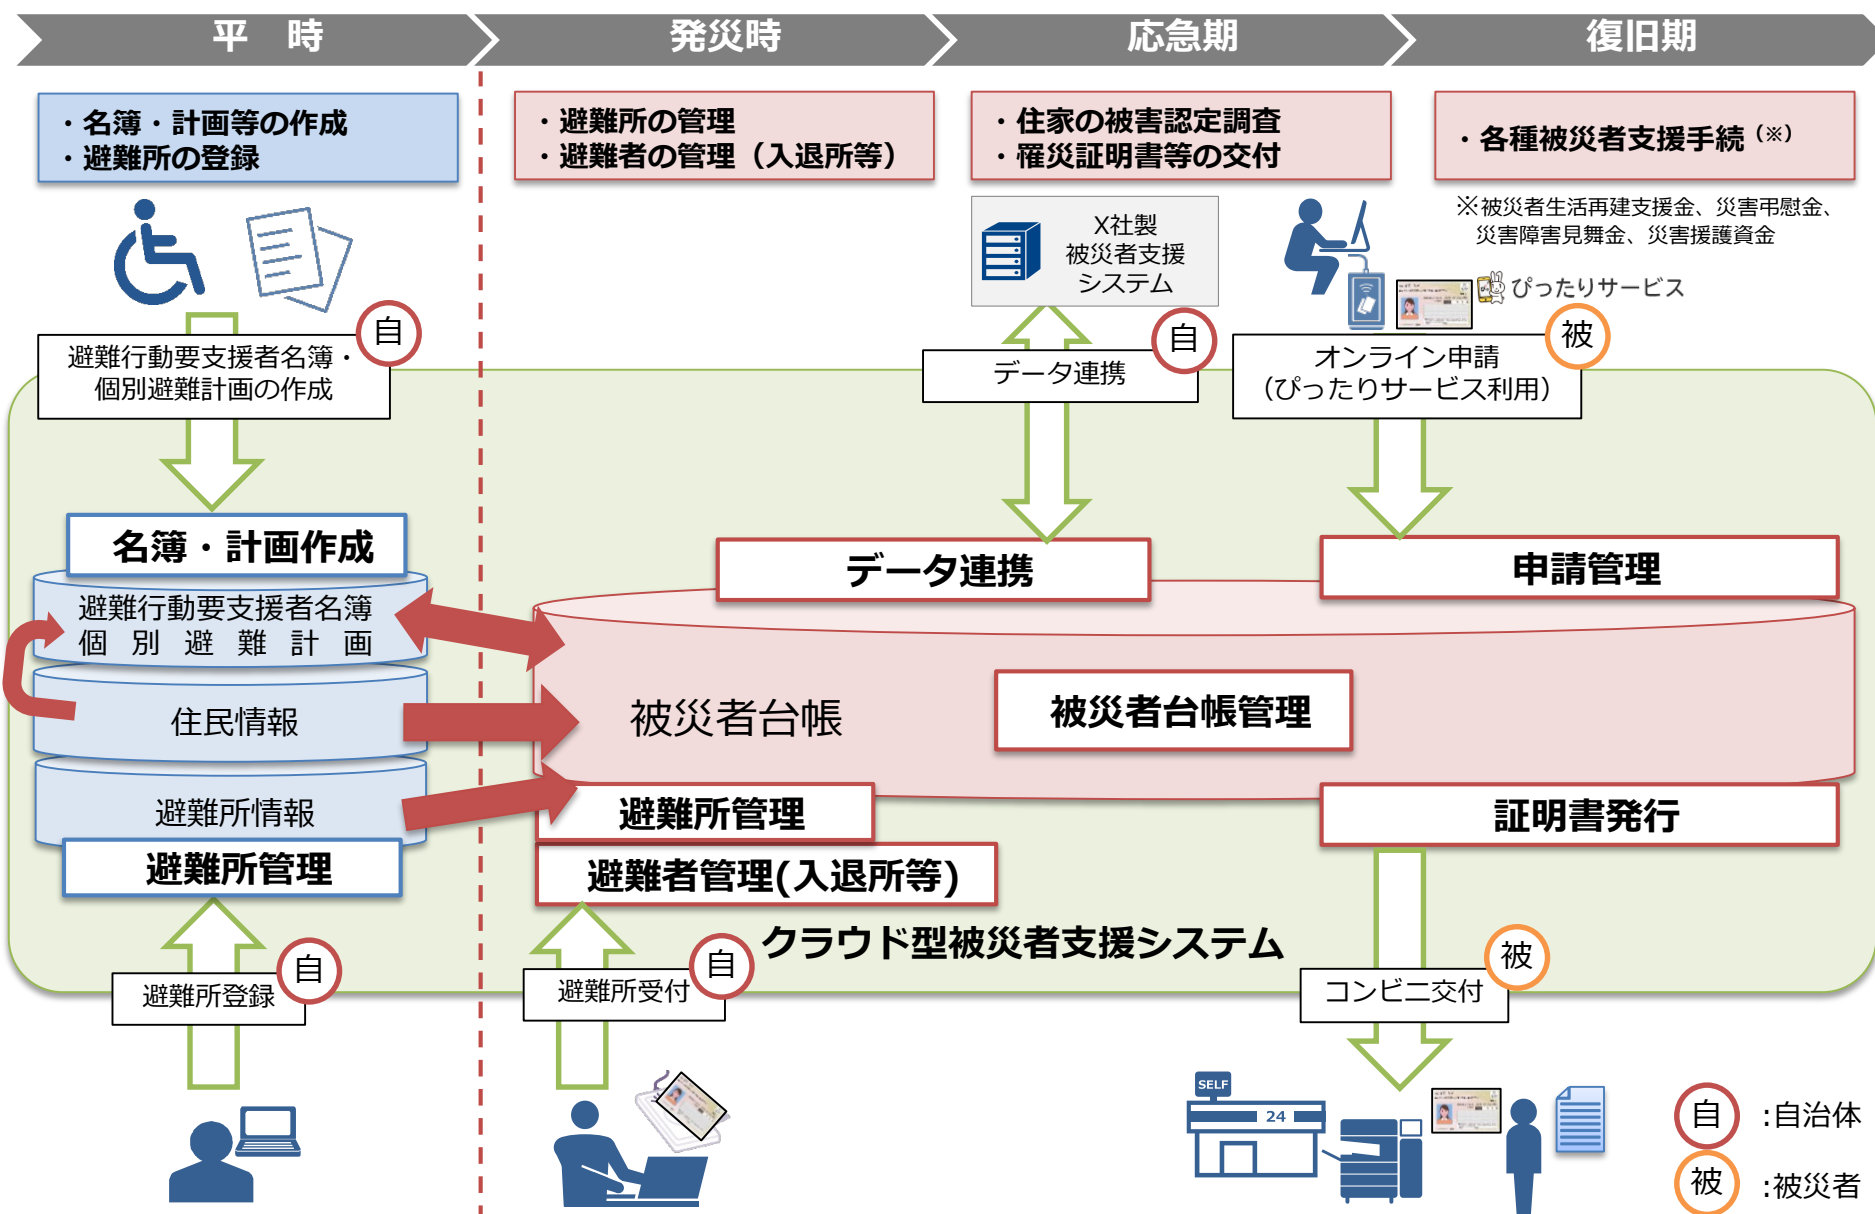 平　時
発災時
応急期
復旧期
・名簿・計画等の作成
・避難所の登録
・避難所の管理
・避難者の管理（入退所等）
・住家の被害認定調査
・罹災証明書等の交付
・各種被災者支援手続（※）
※被災者生活再建支援金、災害弔慰金、
災害障害見舞金、災害援護資金
X社製
被災者支援
システム
ぴったりサービス
自
避難行動要支援者名簿・
個別避難計画の作成
自
データ連携
被
オンライン申請
（ぴったりサービス利用）
名簿・計画作成
避難行動要支援者名簿
個　別　避　難　計　画
住民情報
避難所情報
避難所管理
データ連携
申請管理
被災者台帳
被災者台帳管理
避難所管理
避難者管理(入退所等)
証明書発行
クラウド型被災者支援システム
自
避難所登録
自
避難所受付
被
コンビニ交付
SELF
24
自 :自治体
被 :被災者